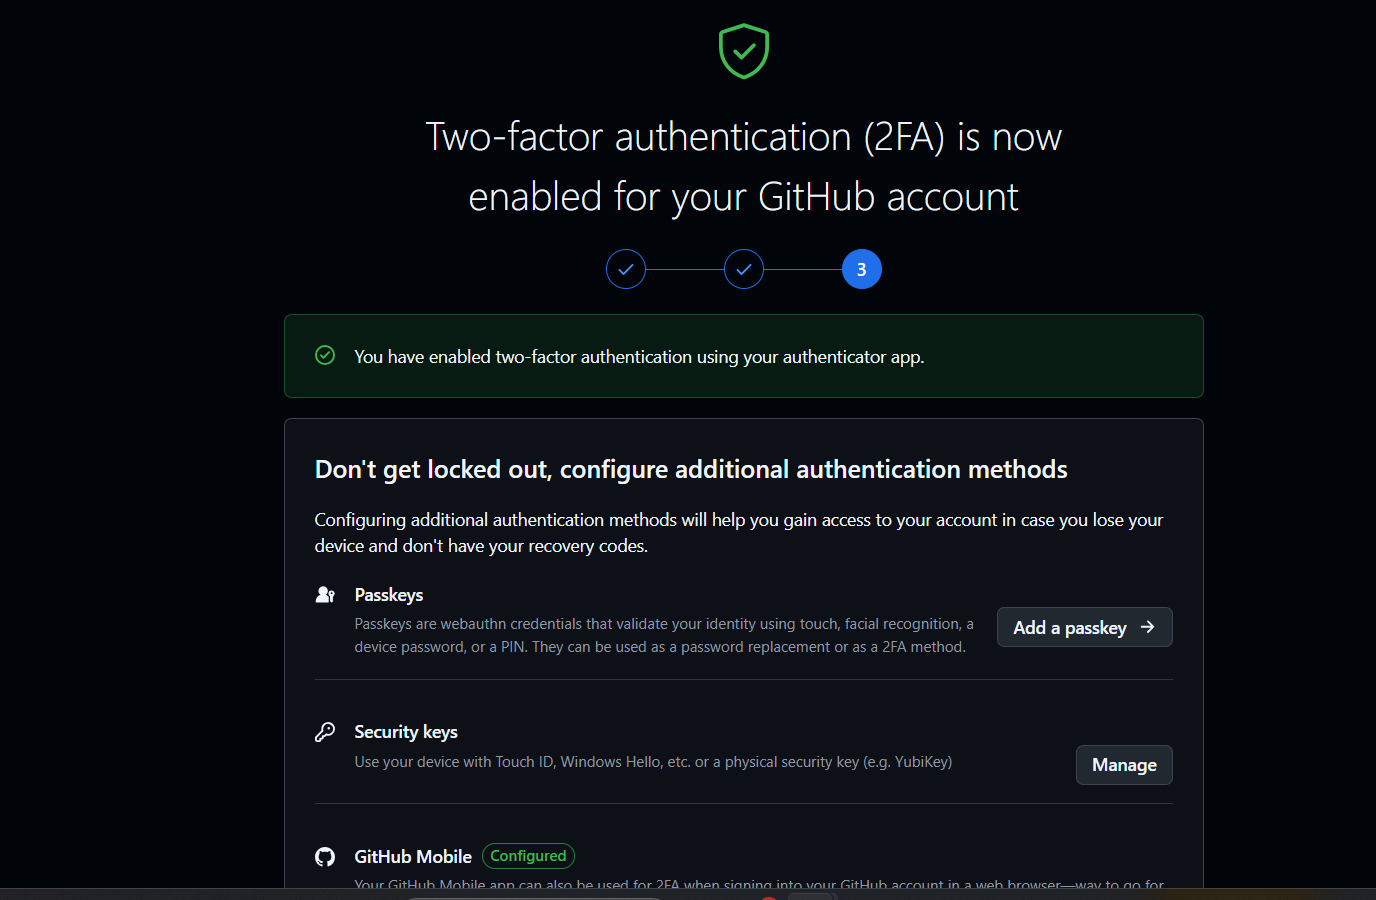 Two-factor authentication (2FA) is now
enabled for your GitHub account
3
You have enabled two-factor authentication using your authenticator app.
Don't get locked out, configure additional authentication methods
Configuring additional authentication methods will help you gain access to your account in case you lose your
device and don't have your recovery codes.
Passkeys
Passkeys are webauthn credentials that validate your identity using touch, facial recognition, a
device password, or a PIN. They can be used as a password replacement or as a 2FA method.
Add a passkey
Security keys
Use your device with Touch ID, Windows Hello, etc. or a physical security key (e.g. YubiKey)
Manage
GitHub Mobile Configured
Your GitHub Mobile app can also be used for 2FA when signing into your GitHub account in a web browser—way to go for